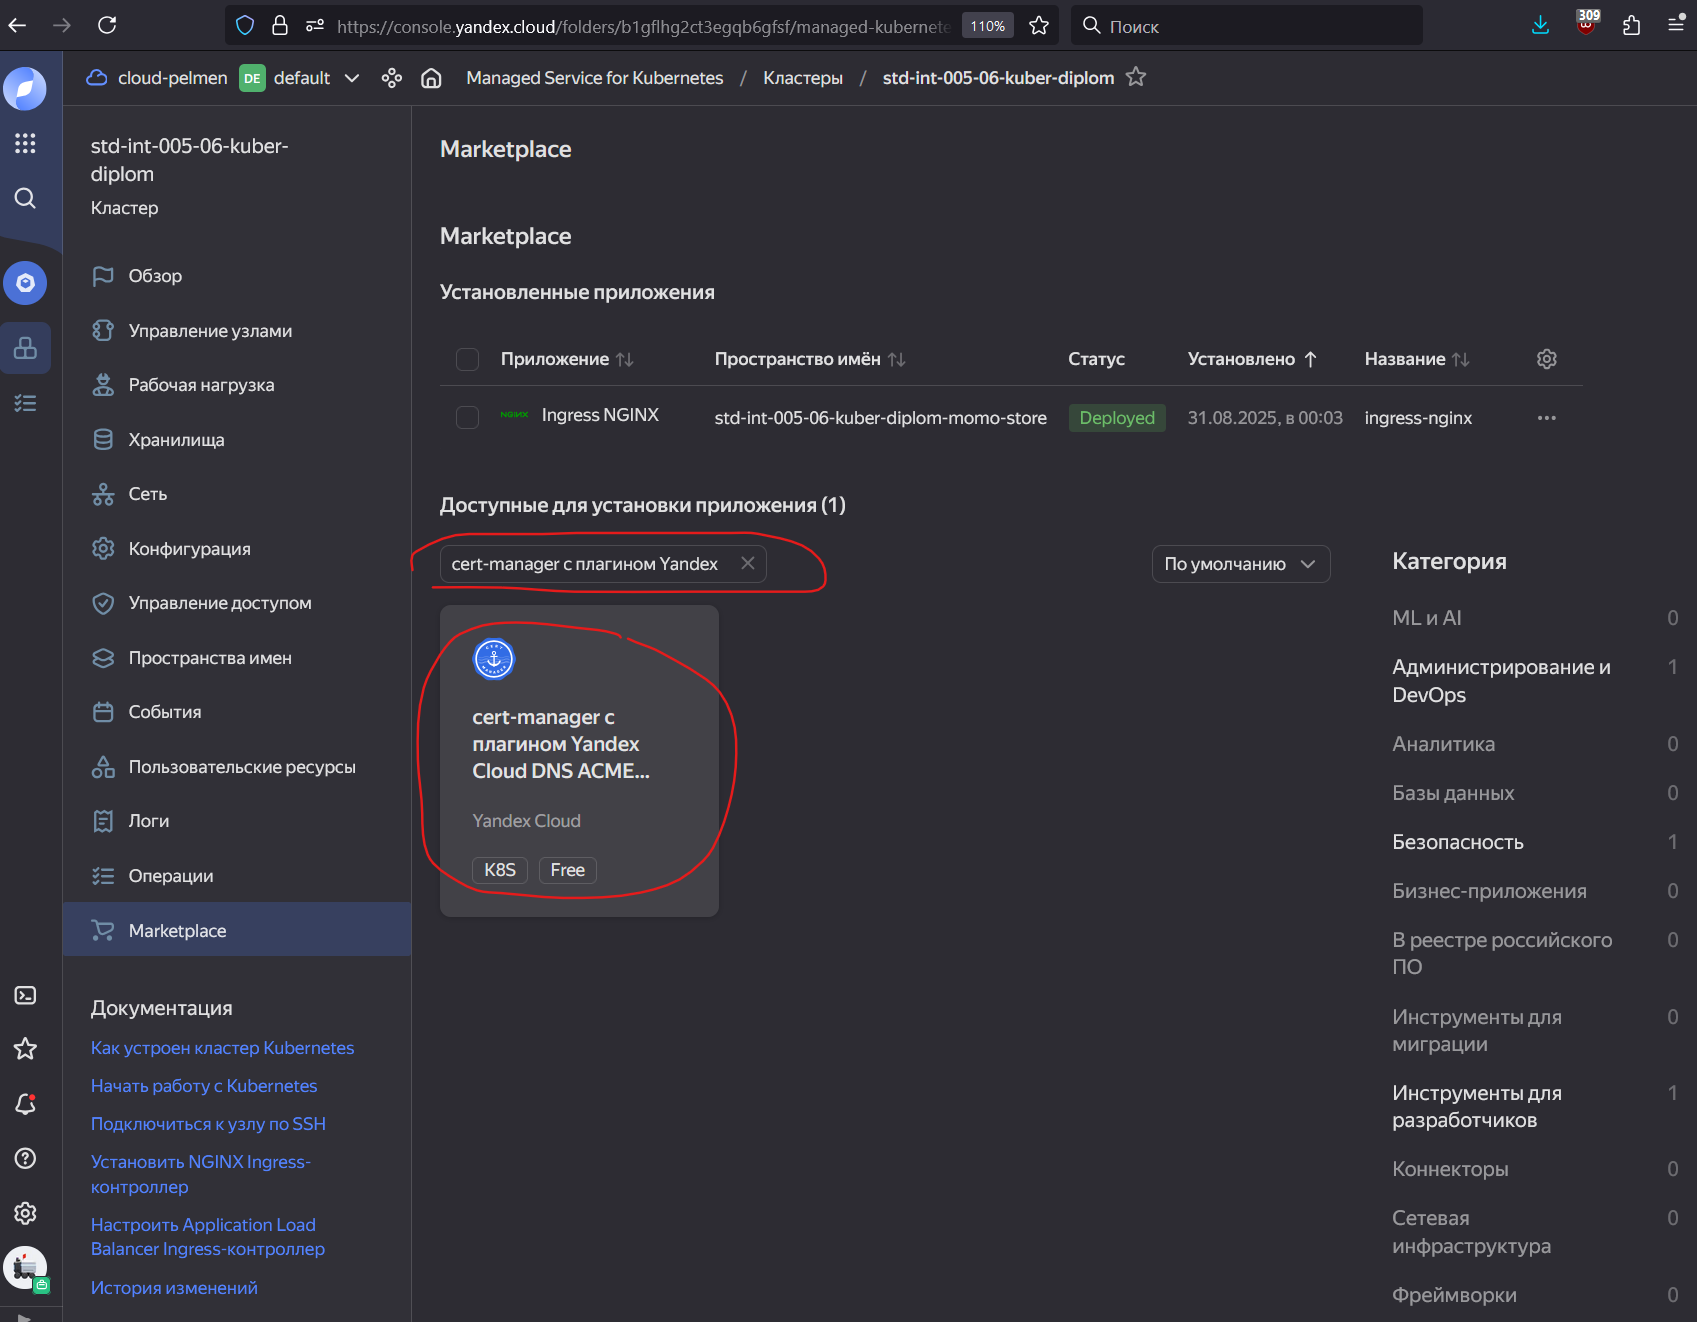 https://console.yandex.cloud/folders/b1gflhg2ct3egqb6gfsf/managed-kubernete
110%
Поиск
309
cloud-pelmen
DE
default
Managed Service for Kubernetes / Кластеры / std-int-005-06-kuber-diplom
std-int-005-06-kuber-
diplom
Кластер
Обзор
Управление узлами
Рабочая нагрузка
Хранилища
Сеть
Конфигурация
Управление доступом
Пространства имен
События
Пользовательские ресурсы
Логи
Операции
Marketplace
Документация
Как устроен кластер Kubernetes
Начать работу с Kubernetes
Подключиться к узлу по SSH
Установить NGINX Ingress-
контроллер
Настроить Application Load
Balancer Ingress-контроллер
История изменений
Marketplace
Marketplace
Установленные приложения
Приложение Пространство имён Статус Установлено Название
NGINX Ingress NGINX std-int-005-06-kuber-diplom-momo-store Deployed 31.08.2025, в 00:03 ingress-nginx
Доступные для установки приложения (1)
cert-manager с плагином Yandex
По умолчанию
CERT
MANAGER
cert-manager с
плагином Yandex
Cloud DNS ACME...
Yandex Cloud
K8S
Free
Категория
ML и AI 0
Администрирование и 1
DevOps
Аналитика 0
Базы данных 0
Безопасность 1
Бизнес-приложения 0
В реестре российского 0
ПО
Инструменты для 0
миграции
Инструменты для 1
разработчиков
Коннекторы 0
Сетевая 0
инфраструктура
Фреймворки 0